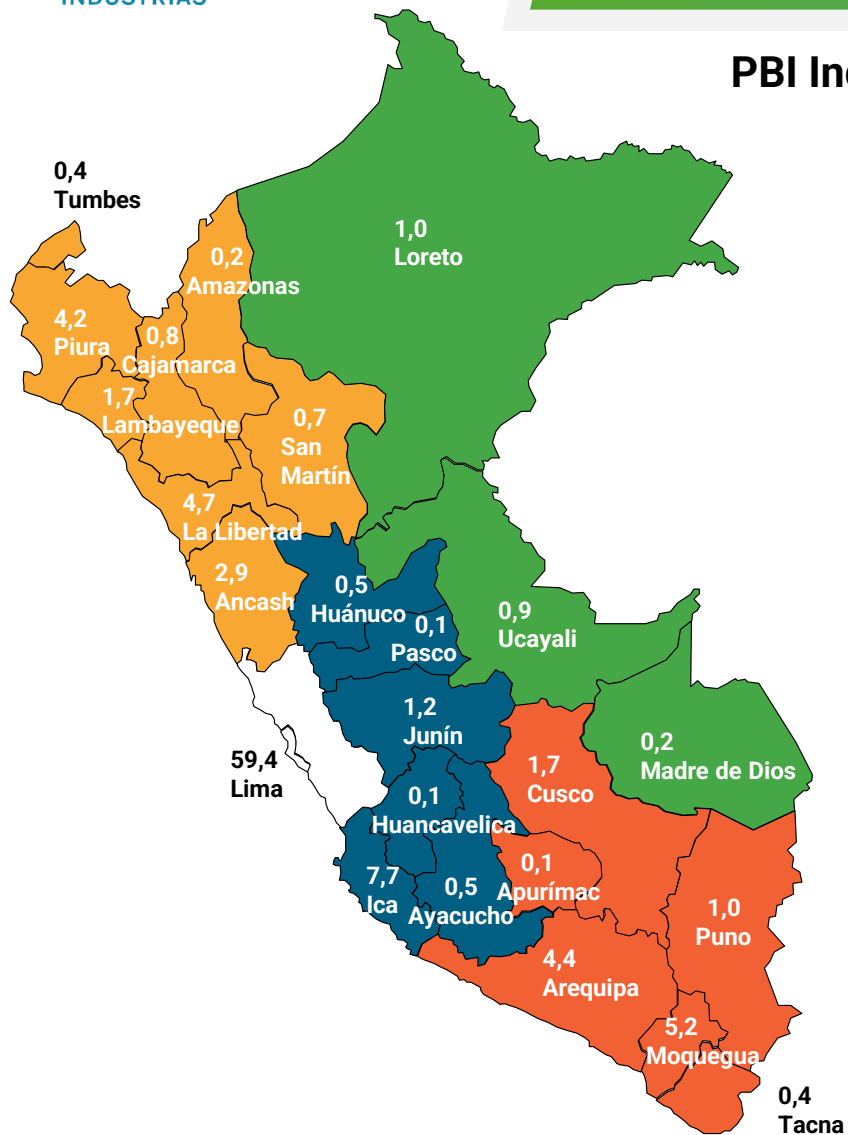 INDUSTRIAS
PBI
0,4
Tumbes
1,0
Loreto
0,2
Amazonas
4,2
Piura
0,8
Cajamarca
1,7
Lambayeque
0,7
San
Martín
4,7
La Libertad
2,9
Ancash
0,5
Huánuco
0,1
Pasco
0,9
Ucayali
1,2
Junín
59,4
Lima
0,2
Madre de Dios
1,7
Cusco
0,1
Huancavelica
7,7
Ica
0,5
Ayacucho
0,1
Apurímac
1,0
Puno
4,4
Arequipa
5,2
Moquegua
0,4
Tacna